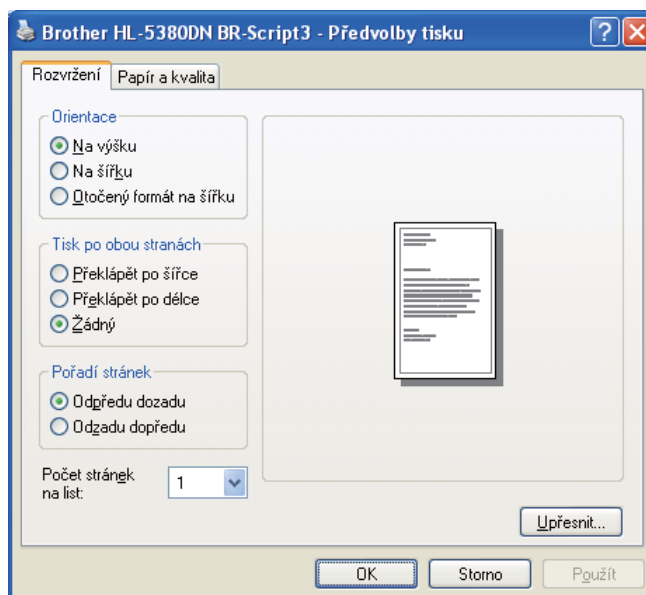 Brother HL-5380DN BR-Script3 - Předvolby tisku
Rozvržení
Papír a kvalita
Orientace
Na výšku
Na šířku
Otočený formát na šířku
Tisk po obou stranách
Překlápět po šířce
Překlápět po délce
Žádný
Pořadí stránek
Odpředu dozadu
Odzadu dopředu
Počet stránek
na list:
1
Upřesnit...
OK
Storno
Použít